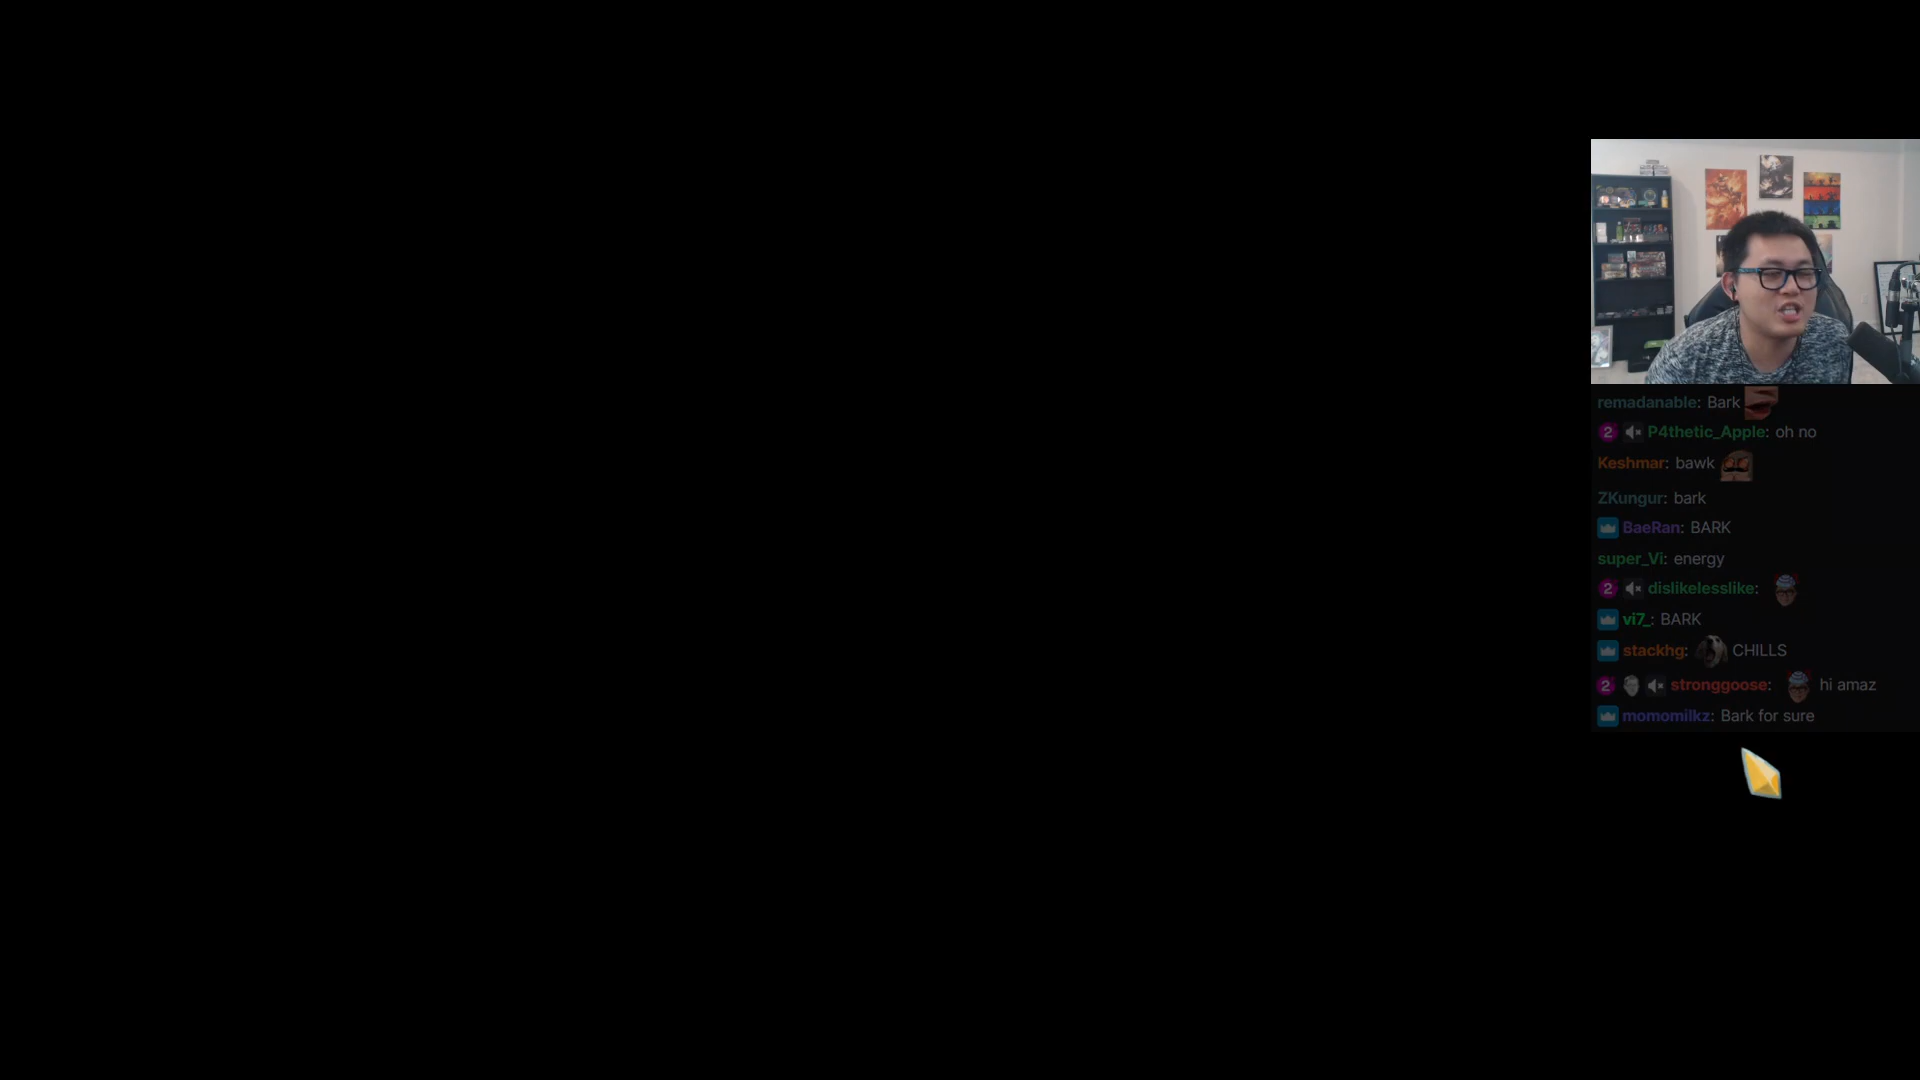 remadanable: Bark
2 P4thetic_Apple: oh no
Keshmar: bawk
ZKungur: bark
BaeRan: BARK
super_Vi: energy
2 dislikelesslike:
vi7_: BARK
stackhg: CHILLS
2 stronggoose: hi amaz
momomilkz: Bark for sure